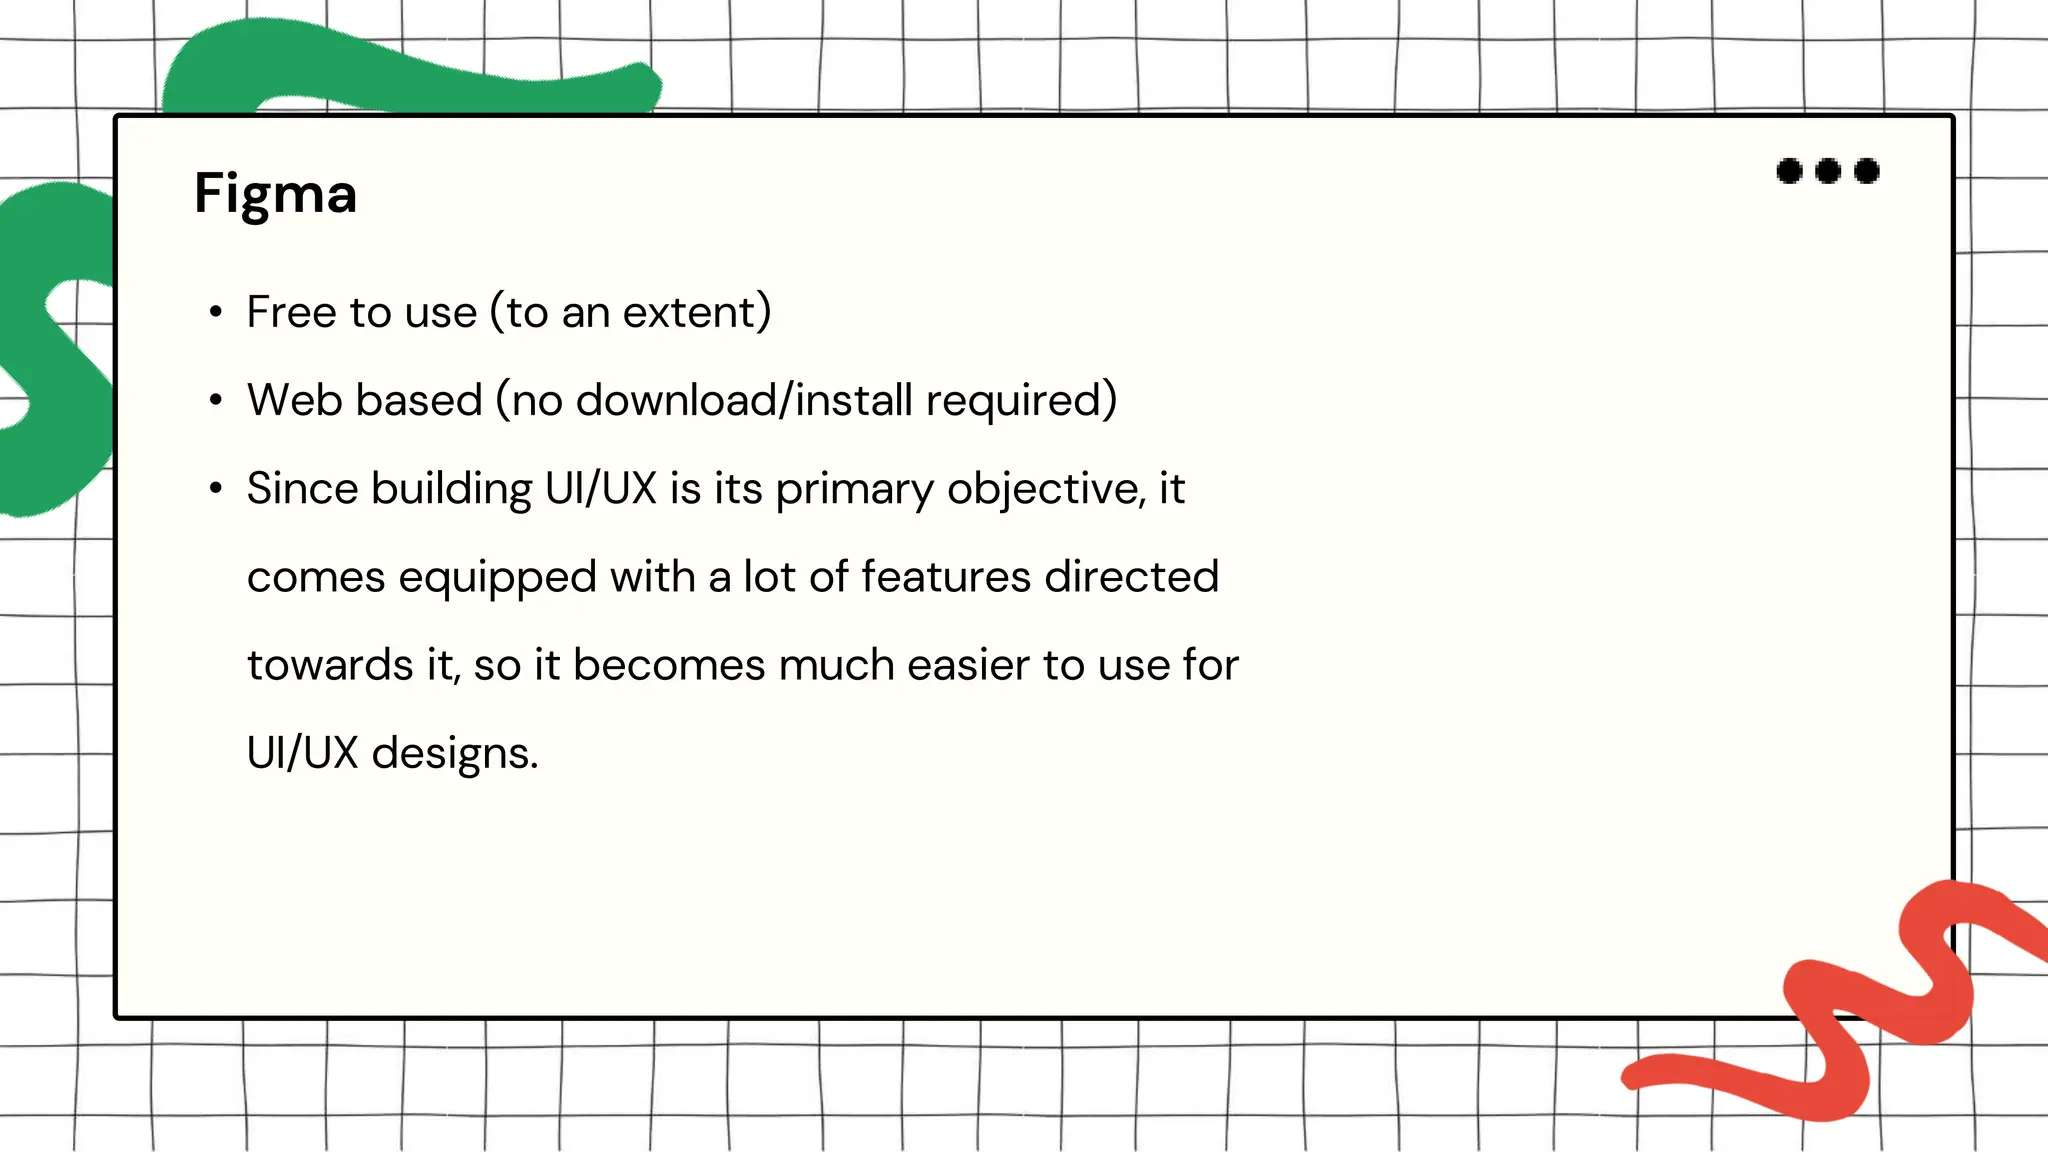 Figma
• Free to use (to an extent)
• Web based (no download/install required)
• Since building UI/UX is its primary objective, it
comes equipped with a lot of features directed
towards it, so it becomes much easier to use for
UI/UX designs.